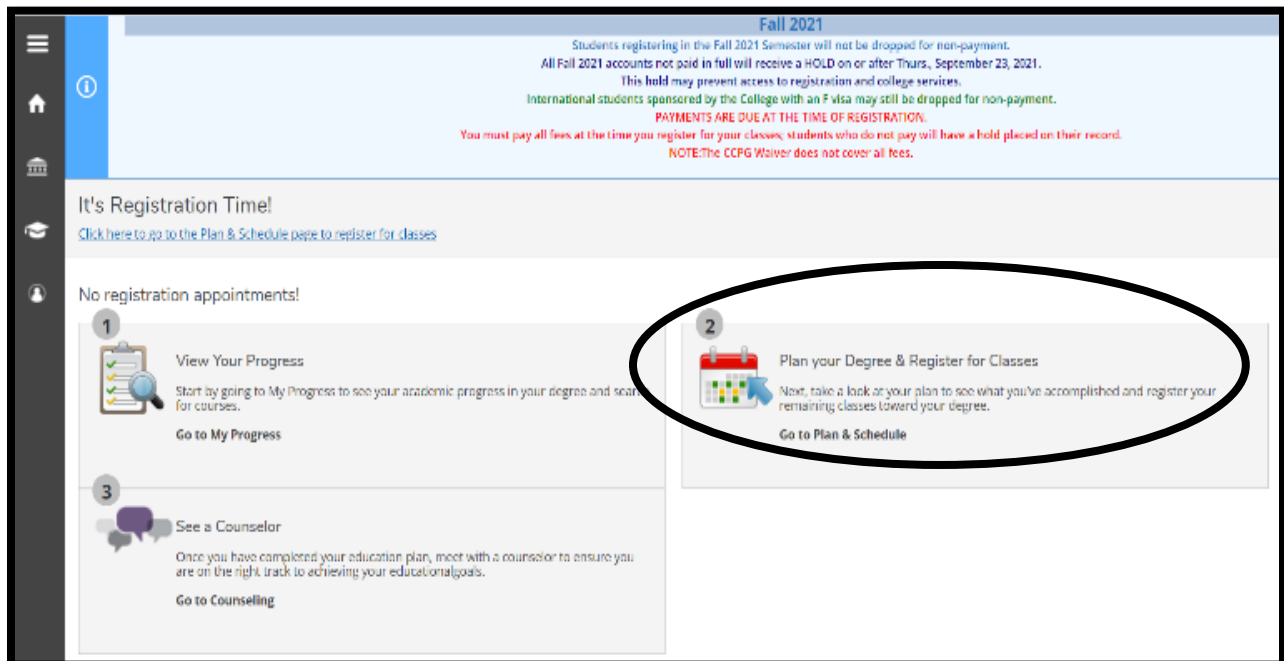 Fall 2021
Students registering in the Fall 2021 Semester will not be dropped for non-payment.
All Fall 2021 accounts not paid in full will receive a HOLD on or after Thurs., September 23, 2021.
This hold may prevent access to registration and college services.
International students sponsored by the College with an F visa may still be dropped for non-payment.
PAYMENTS ARE DUE AT THE TIME OF REGISTRATION.
You must pay all fees at the time you register for your classes; students who do not pay will have a hold placed on their record.
NOTE:The CCPG Waiver does not cover all fees.
It's Registration Time!
Click here to go to the Plan & Schedule page to register for classes
No registration appointments!
1
View Your Progress
Start by going to My Progress to see your academic progress in your degree and
for courses.
Go to My Progress
2
Plan your Degree & Register for Classes
Next, take a look at your plan to see what you've accomplished and register your
remaining classes toward your degree.
Go to Plan & Schedule
3
See a Counselor
Once you have completed your education plan, meet with a counselor to ensure you
are on the right track to achieving your educationalgoals.
Go to Counseling